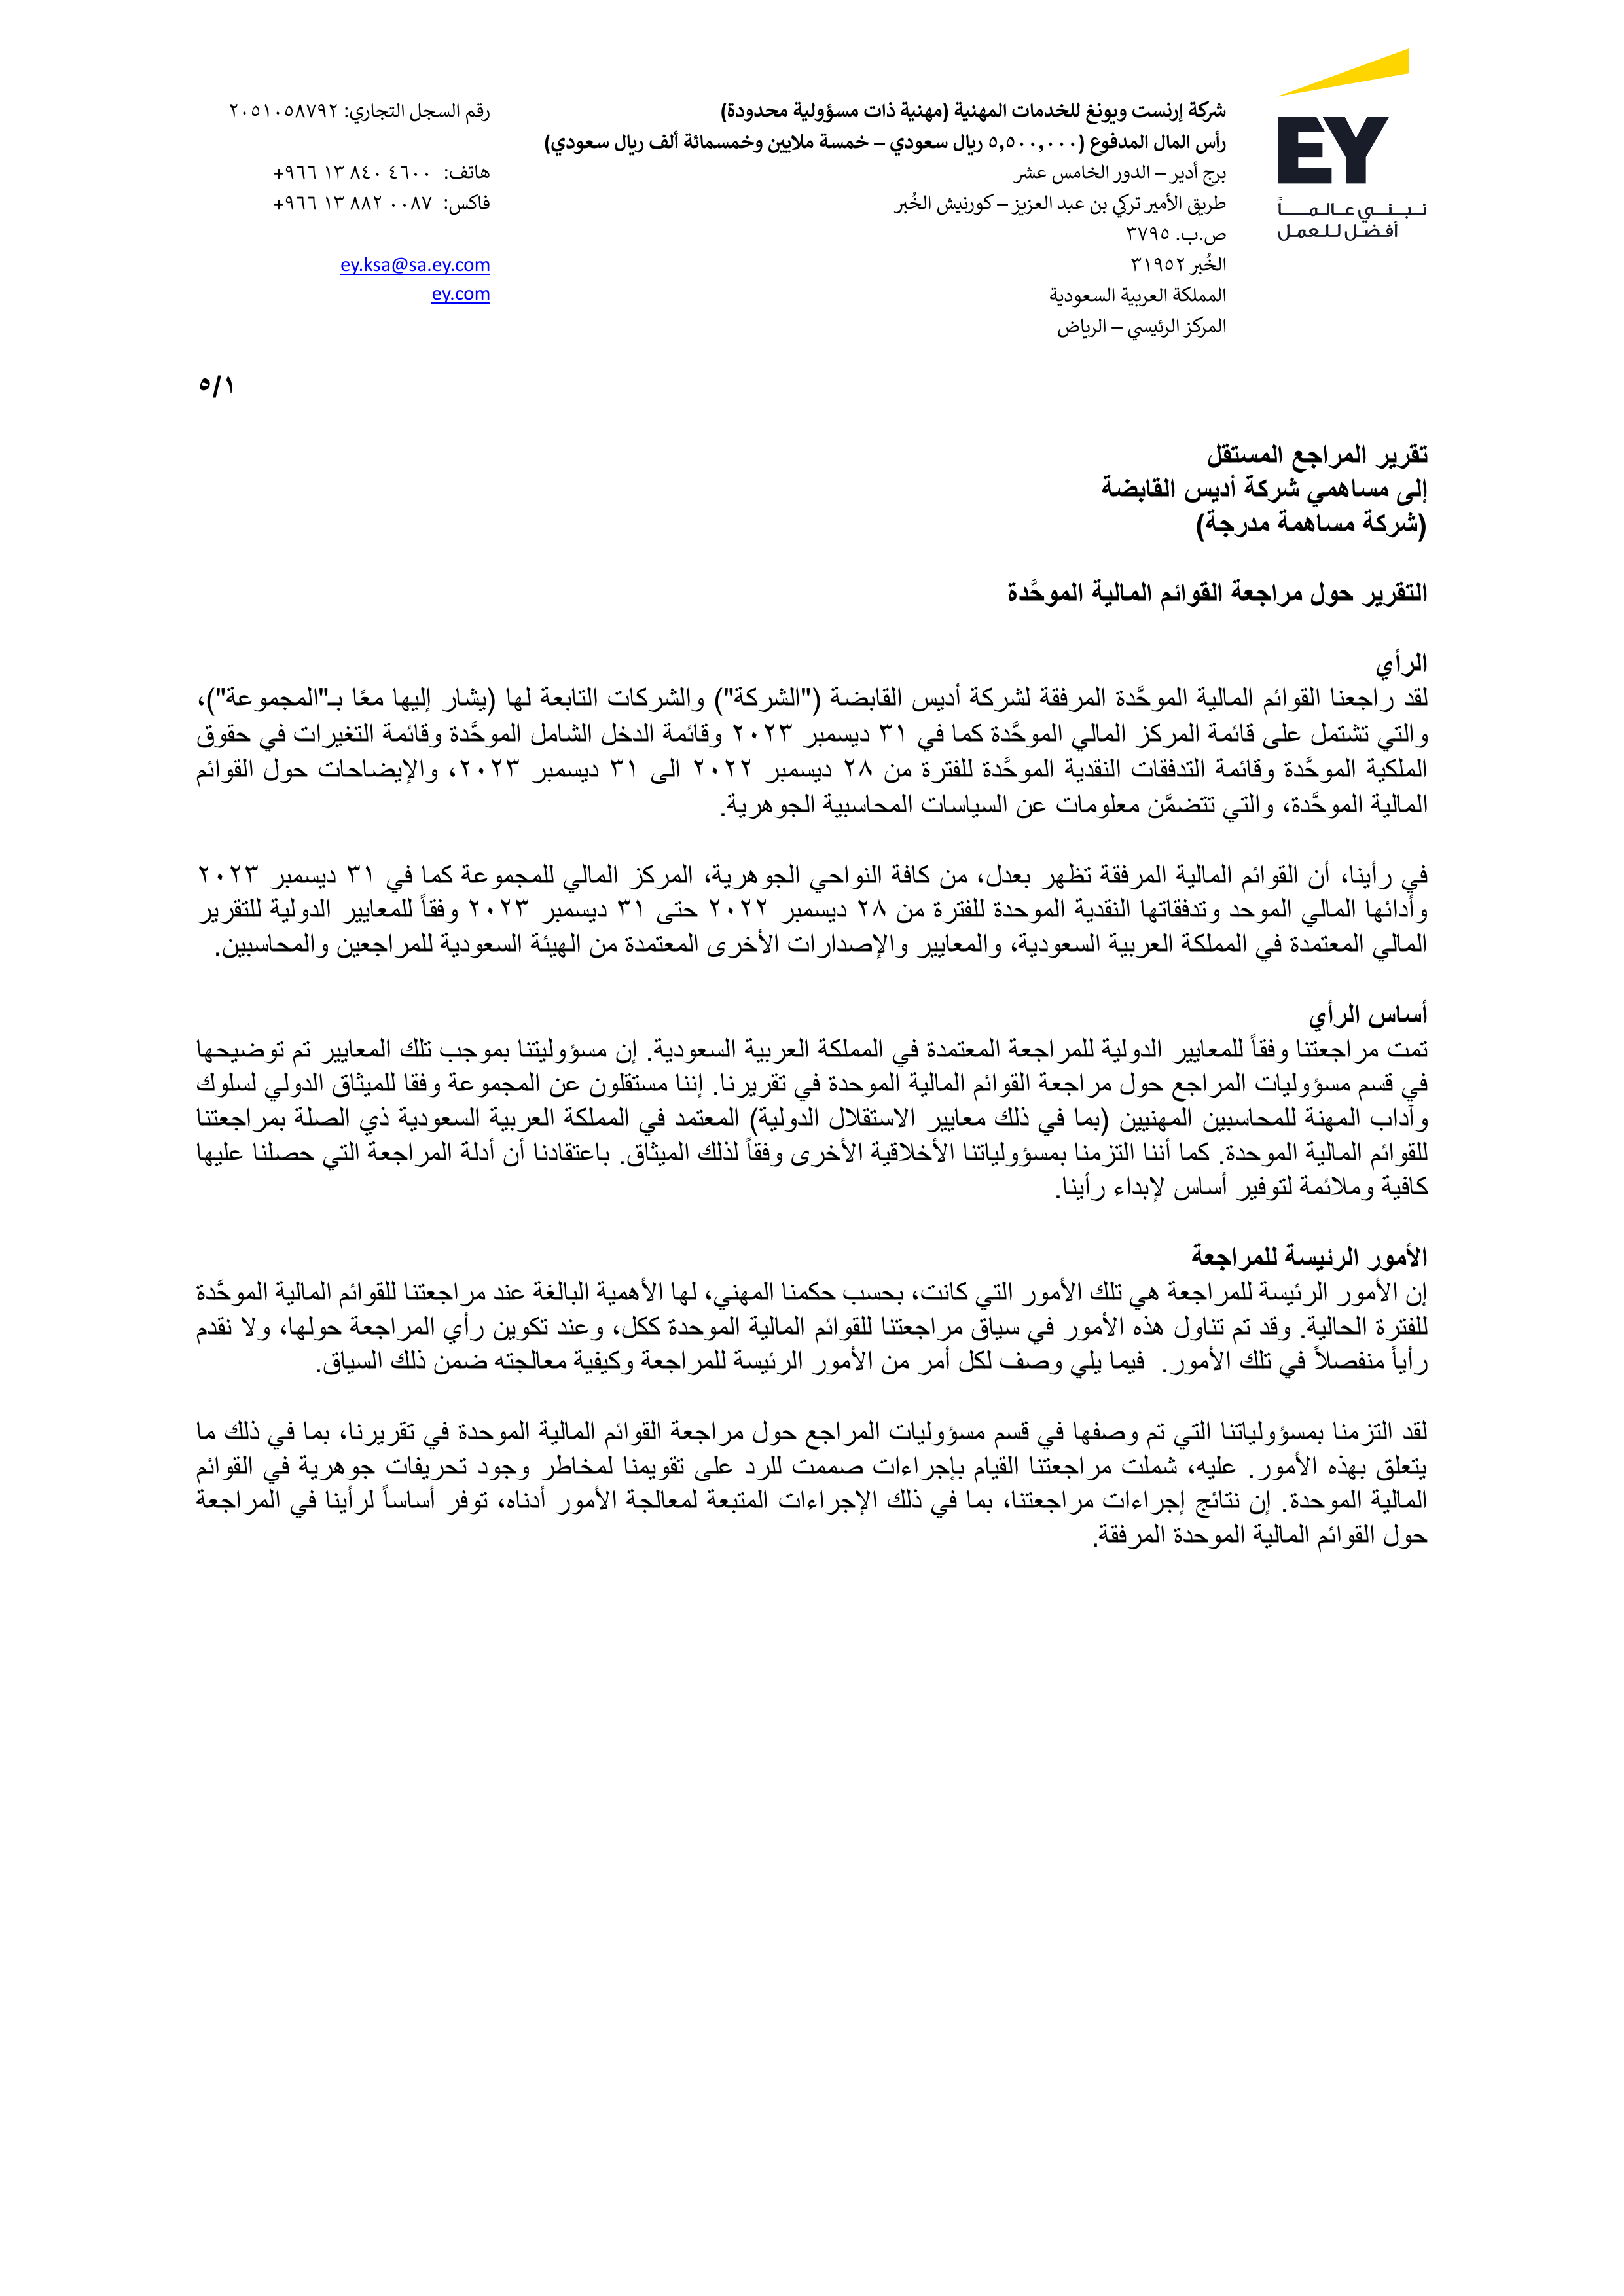 EY
نبني عالماً
أفضل للعمل
شركة إرنست ويونغ للخدمات المهنية (مهنية ذات مسؤولية محدودة)
رأس المال المدفوع (٥,٥٠٠,٠٠٠ ريال سعودي – خمسة ملايين وخمسمائة ألف ريال سعودي)
برج أدير – الدور الخامس عشر
طريق الأمير تركي بن عبد العزيز – كورنيش الخُبر
ص.ب. ٣٧٩٥
الخُبر ٣١٩٥٢
المملكة العربية السعودية
المركز الرئيسي – الرياض
رقم السجل التجاري: ٢٠٥١٠٥٨٧٩٢
هاتف: ٤٦٠٠ ٨٤٠ ١٣ ٩٦٦+
فاكس: ٠٠٨٧ ٨٨٢ ١٣ ٩٦٦+
ey.ksa@sa.ey.com
ey.com
٥/١
تقرير المراجع المستقل
إلى مساهمي شركة أديس القابضة
(شركة مساهمة مدرجة)
التقرير حول مراجعة القوائم المالية الموحَّدة
الرأي
لقد راجعنا القوائم المالية الموحَّدة المرفقة لشركة أديس القابضة ("الشركة") والشركات التابعة لها (يشار إليها معًا بـ"المجموعة")،
والتي تشتمل على قائمة المركز المالي الموحَّدة كما في ٣١ ديسمبر ٢٠٢٣ وقائمة الدخل الشامل الموحَّدة وقائمة التغيرات في حقوق
الملكية الموحَّدة وقائمة التدفقات النقدية الموحَّدة للفترة من ٢٨ ديسمبر ٢٠٢٢ الى ٣١ ديسمبر ٢٠٢٣، والإيضاحات حول القوائم
المالية الموحَّدة، والتي تتضمَّن معلومات عن السياسات المحاسبية الجوهرية.
في رأينا، أن القوائم المالية المرفقة تظهر بعدل، من كافة النواحي الجوهرية، المركز المالي للمجموعة كما في ٣١ ديسمبر ٢٠٢٣
وأدائها المالي الموحد وتدفقاتها النقدية الموحدة للفترة من ٢٨ ديسمبر ٢٠٢٢ حتى ٣١ ديسمبر ٢٠٢٣ وفقاً للمعايير الدولية للتقرير
المالي المعتمدة في المملكة العربية السعودية، والمعايير والإصدارات الأخرى المعتمدة من الهيئة السعودية للمراجعين والمحاسبين.
أساس الرأي
تمت مراجعتنا وفقاً للمعايير الدولية للمراجعة المعتمدة في المملكة العربية السعودية. إن مسؤوليتنا بموجب تلك المعايير تم توضيحها
في قسم مسؤوليات المراجع حول مراجعة القوائم المالية الموحدة في تقريرنا. إننا مستقلون عن المجموعة وفقا للميثاق الدولي لسلوك
وآداب المهنة للمحاسبين المهنيين (بما في ذلك معايير الاستقلال الدولية) المعتمد في المملكة العربية السعودية ذي الصلة بمراجعتنا
للقوائم المالية الموحدة. كما أننا التزمنا بمسؤولياتنا الأخلاقية الأخرى وفقاً لذلك الميثاق. باعتقادنا أن أدلة المراجعة التي حصلنا عليها
كافية وملائمة لتوفير أساس لإبداء رأينا.
الأمور الرئيسة للمراجعة
إن الأمور الرئيسة للمراجعة هي تلك الأمور التي كانت، بحسب حكمنا المهني، لها الأهمية البالغة عند مراجعتنا للقوائم المالية الموحَّدة
للفترة الحالية. وقد تم تناول هذه الأمور في سياق مراجعتنا للقوائم المالية الموحدة ككل، وعند تكوين رأي المراجعة حولها، ولا نقدم
رأياً منفصلاً في تلك الأمور. فيما يلي وصف لكل أمر من الأمور الرئيسة للمراجعة وكيفية معالجته ضمن ذلك السياق.
لقد التزمنا بمسؤولياتنا التي تم وصفها في قسم مسؤوليات المراجع حول مراجعة القوائم المالية الموحدة في تقريرنا، بما في ذلك ما
يتعلق بهذه الأمور. عليه، شملت مراجعتنا القيام بإجراءات صممت للرد على تقويمنا لمخاطر وجود تحريفات جوهرية في القوائم
المالية الموحدة. إن نتائج إجراءات مراجعتنا، بما في ذلك الإجراءات المتبعة لمعالجة الأمور أدناه، توفر أساساً لرأينا في المراجعة
حول القوائم المالية الموحدة المرفقة.